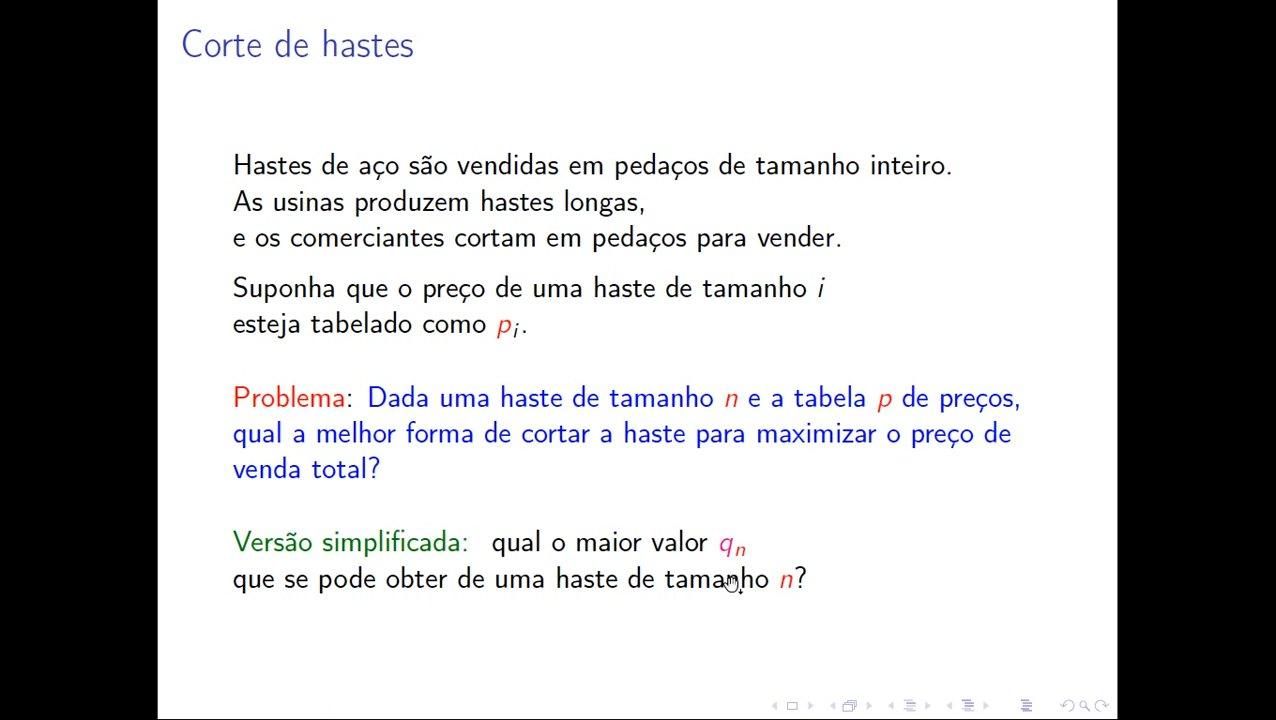 Corte de hastes
Hastes de aço são vendidas em pedaços de tamanho inteiro.
As usinas produzem hastes longas,
e os comerciantes cortam em pedaços para vender.
Suponha que o preço de uma haste de tamanho i
esteja tabelado como pᵢ.
Problema: Dada uma haste de tamanho n e a tabela p de preços,
qual a melhor forma de cortar a haste para maximizar o preço de
venda total?
Versão simplificada: qual o maior valor qₙ
que se pode obter de uma haste de tamanho n?